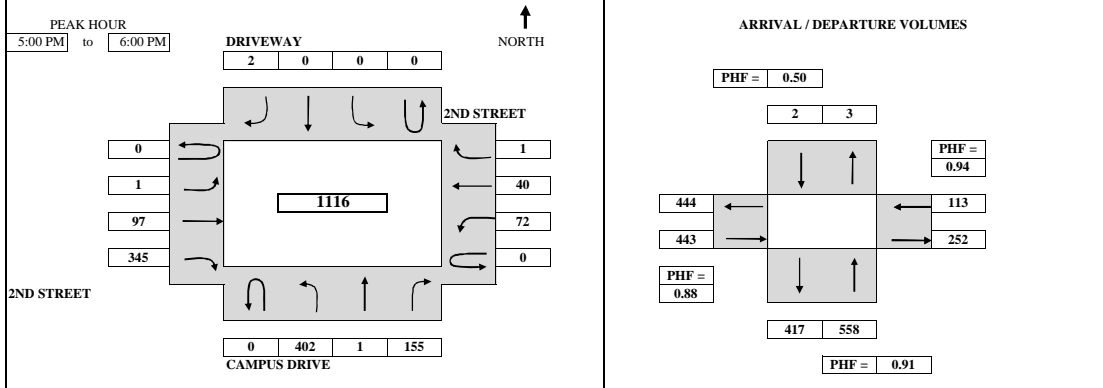 PEAK HOUR
5:00 PM to 6:00 PM
NORTH
DRIVEWAY
2 0 0 0
2ND STREET
0 1
1 40
97 72
345 0
1116
2ND STREET
0 402 1 155
CAMPUS DRIVE
ARRIVAL / DEPARTURE VOLUMES
PHF = 0.50
2 3
PHF =
0.94
444 113
443 252
PHF =
0.88
417 558
PHF = 0.91